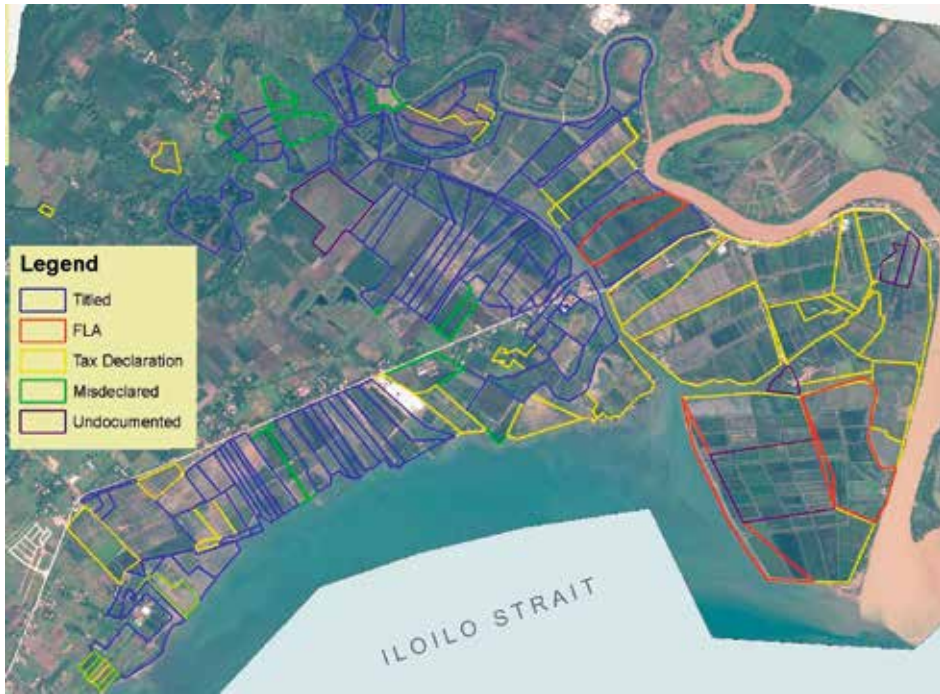 Legend
Titled
FLA
Tax Declaration
Misdeclared
Undocumented
ILOILO STRAIT